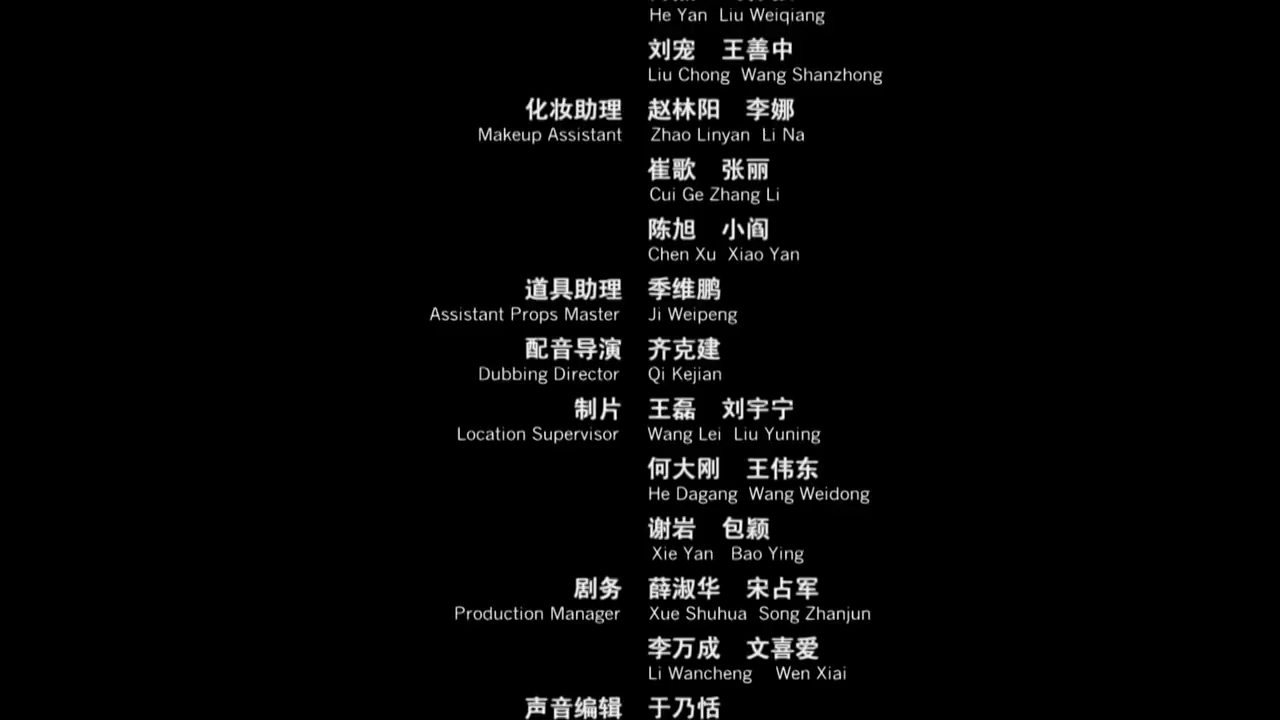 He Yan Liu Weiqiang
刘宠 王善中
Liu Chong Wang Shanzhong
化妆助理 赵林阳 李娜
Makeup Assistant Zhao Linyan Li Na
崔歌 张丽
Cui Ge Zhang Li
陈旭 小阎
Chen Xu Xiao Yan
道具助理 季维鹏
Assistant Props Master Ji Weipeng
配音导演 齐克建
Dubbing Director Qi Kejian
制片 王磊 刘宇宁
Location Supervisor Wang Lei Liu Yuning
何大刚 王伟东
He Dagang Wang Weidong
谢岩 包颖
Xie Yan Bao Ying
剧务 薛淑华 宋占军
Production Manager Xue Shuhua Song Zhanjun
李万成 文喜爱
Li Wancheng Wen Xiai
声音编辑 于乃恬